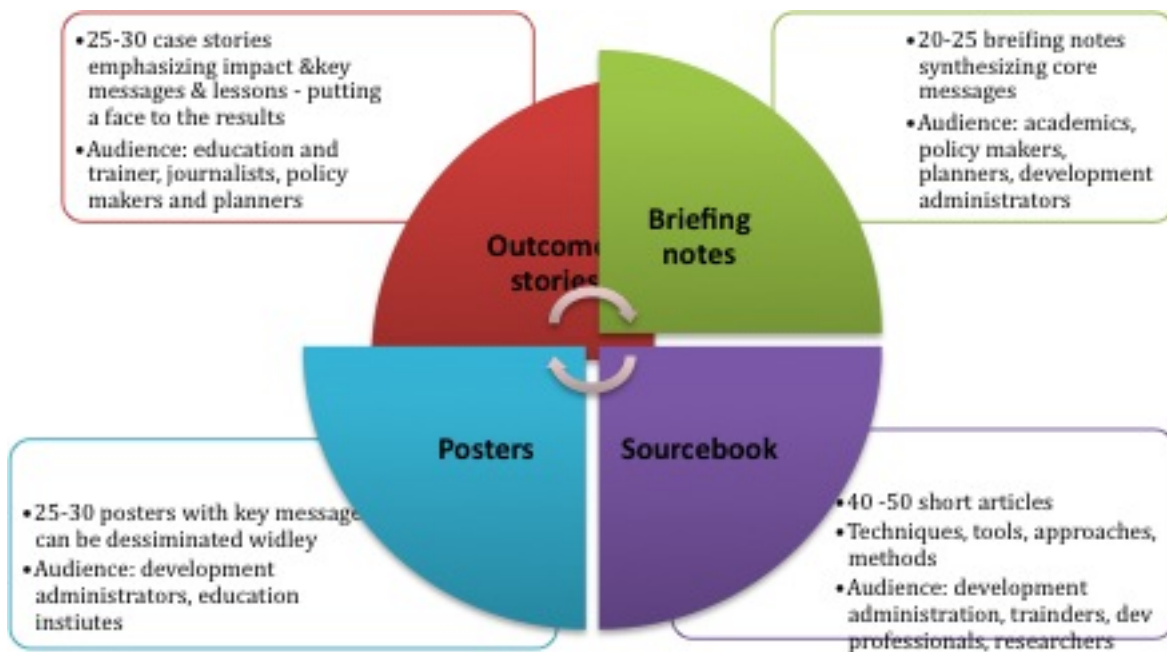 •25-30 case stories
emphasizing impact &key
messages & lessons - putting
a face to the results
•Audience: education and
trainer, journalists, policy
makers and planners
•20-25 breifing notes
synthesizing core
messages
•Audience: academics,
policy makers,
planners, development
administrators
Outcome
stories
Briefing
notes
Posters
Sourcebook
•25-30 posters with key message
can be dessiminated widley
•Audience: development
administrators, education
instiutes
•40 -50 short articles
•Techniques, tools, approaches,
methods
•Audience: development
administration, trainders, dev
professionals, researchers